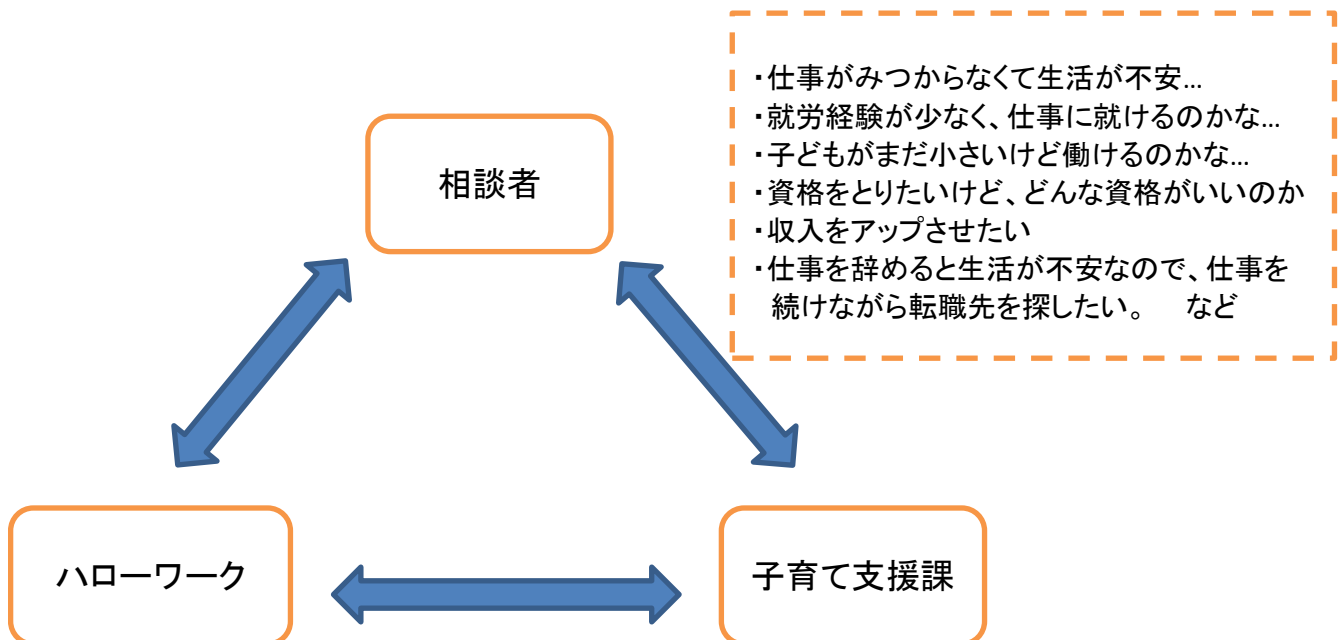 ・仕事がみつからなくて生活が不安…
・就労経験が少なく、仕事に就けるのかな…
・子どもがまだ小さいけど働けるのかな…
・資格をとりたいけど、どんな資格がいいのか
・収入をアップさせたい
・仕事を辞めると生活が不安なので、仕事を
続けながら転職先を探したい。　など
相談者
ハローワーク
子育て支援課